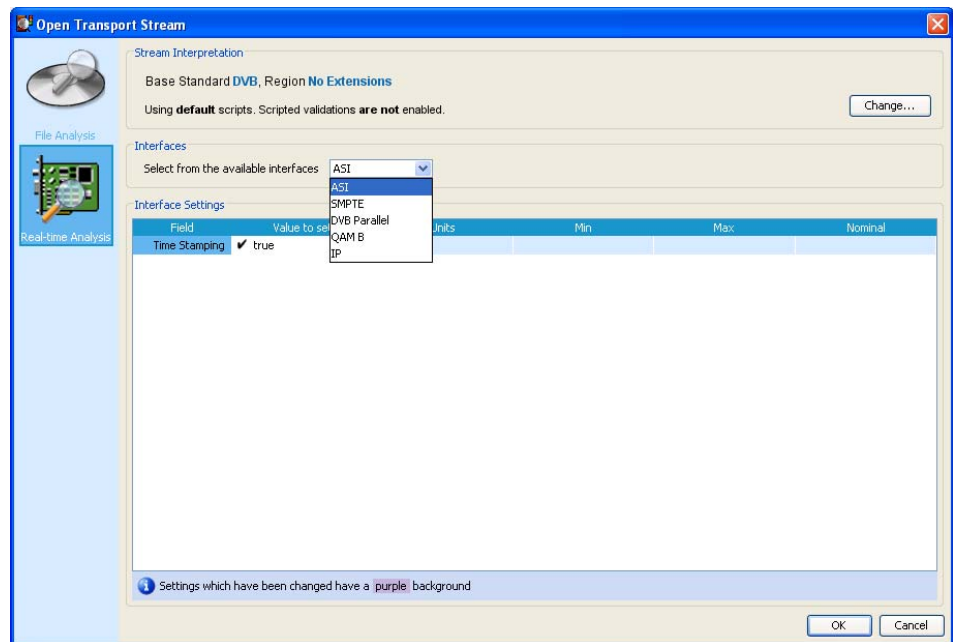 Open Transport Stream
File Analysis
Real-time Analysis
Stream Interpretation
Base Standard DVB, Region No Extensions
Using default scripts. Scripted validations are not enabled.
Change...
Interfaces
Select from the available interfaces ASI
ASI
SMPTE
DVB Parallel
QAM B
IP
Interface Settings
Field Value to se Units Min Max Nominal
Time Stamping ✔ true
Settings which have been changed have a purple background
OK Cancel